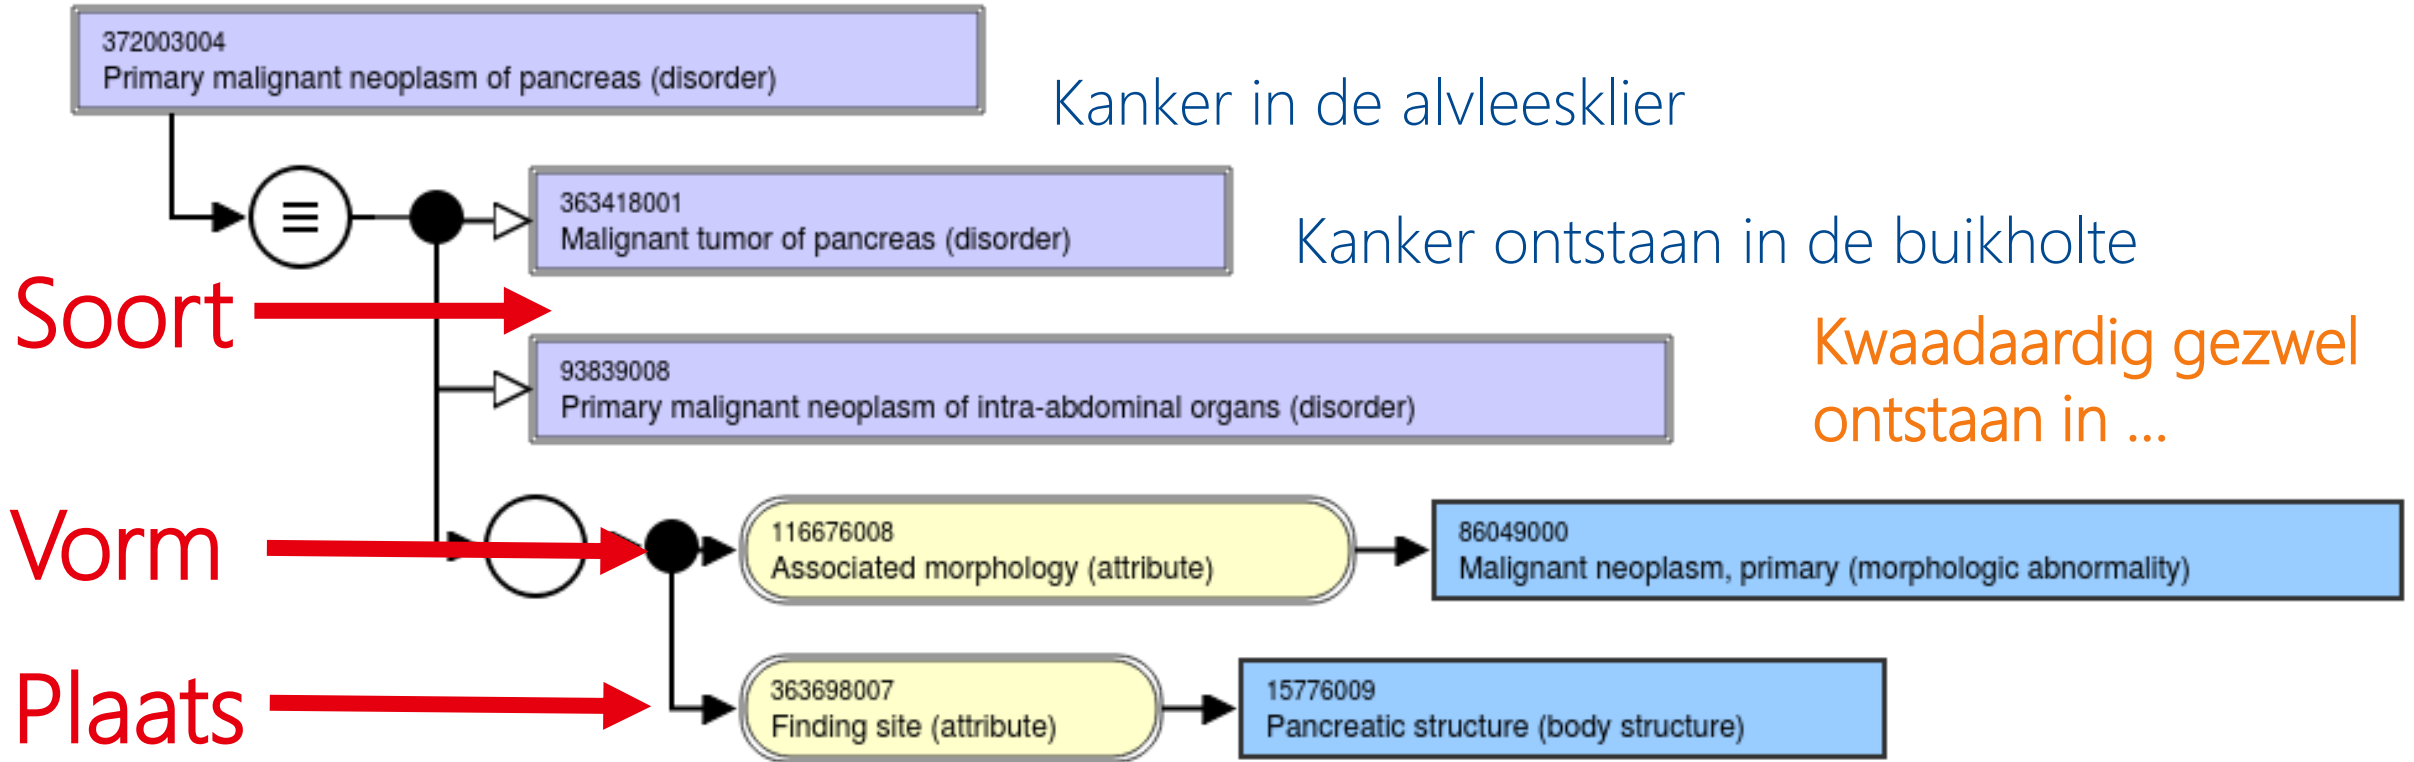 372003004
Primary malignant neoplasm of pancreas (disorder)
Kanker in de alvleesklier
363418001
Malignant tumor of pancreas (disorder)
Kanker ontstaan in de buikholte
Soort
Kwaadaardig gezwel
ontstaan in ...
93839008
Primary malignant neoplasm of intra-abdominal organs (disorder)
Vorm
116676008
Associated morphology (attribute)
86049000
Malignant neoplasm, primary (morphologic abnormality)
Plaats
363698007
Finding site (attribute)
15776009
Pancreatic structure (body structure)